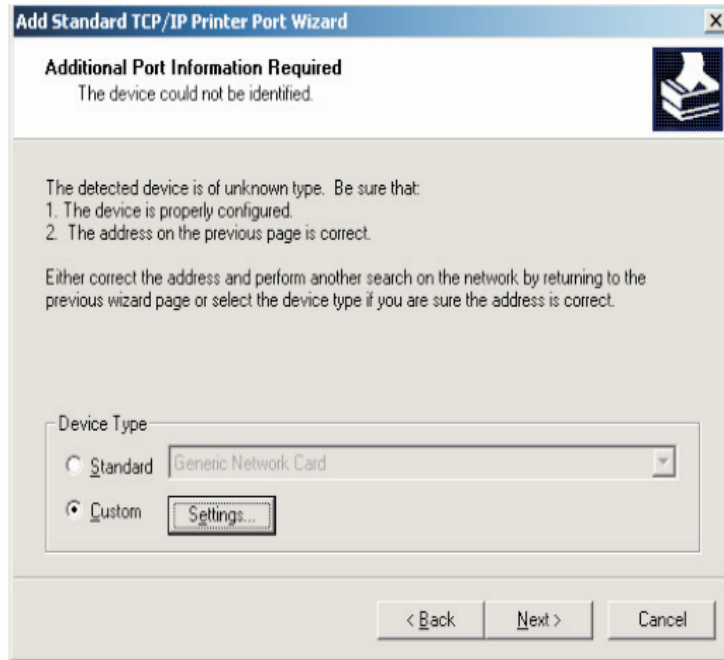 Add Standard TCP/IP Printer Port Wizard
Additional Port Information Required
The device could not be identified.
The detected device is of unknown type. Be sure that:
1. The device is properly configured.
2. The address on the previous page is correct.
Either correct the address and perform another search on the network by returning to the
previous wizard page or select the device type if you are sure the address is correct.
Device Type
Standard Generic Network Card
Custom Settings...
< Back Next > Cancel